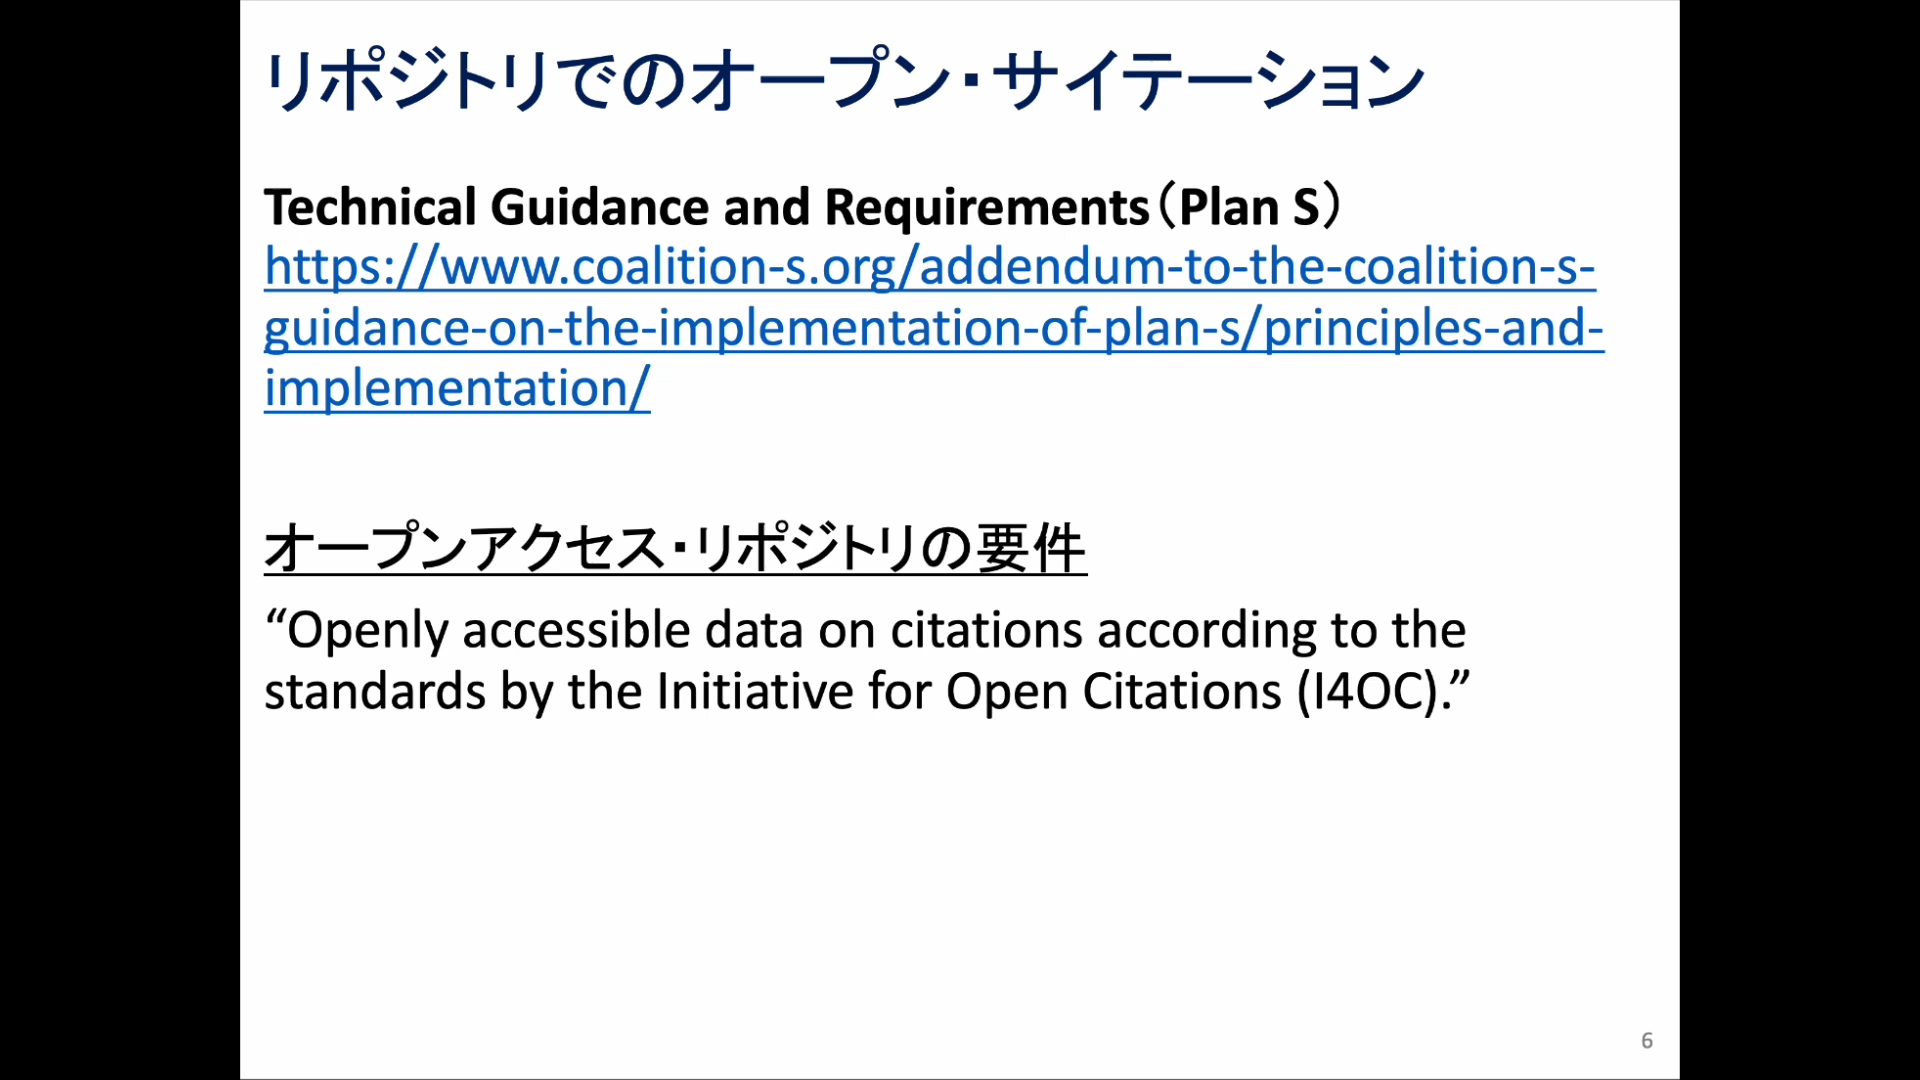 リポジトリでのオープン・サイテーション
Technical Guidance and Requirements（Plan S）
https://www.coalition-s.org/addendum-to-the-coalition-s-
guidance-on-the-implementation-of-plan-s/principles-and-
implementation/
オープンアクセス・リポジトリの要件
“Openly accessible data on citations according to the
standards by the Initiative for Open Citations (I4OC).”
6